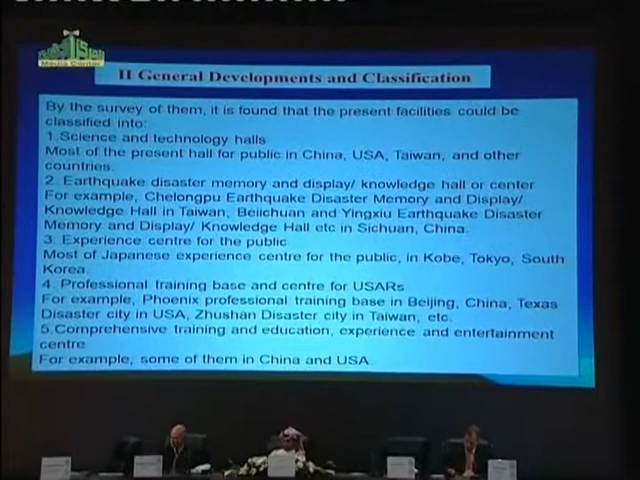 Media Center
II General Developments and Classification
By the survey of them, it is found that the present facilities could be
classified into:
1.Science and technology halls
Most of the present hall for public in China, USA, Taiwan, and other
countries.
2. Earthquake disaster memory and display/ knowledge hall or center
For example, Chelongpu Earthquake Disaster Memory and Display/
Knowledge Hall in Taiwan, Beiichuan and Yingxiu Earthquake Disaster
Memory and Display/ Knowledge Hall etc in Sichuan, China.
3. Experience centre for the public
Most of Japanese experience centre for the public, in Kobe, Tokyo, South
Korea.
4. Professional training base and centre for USARs
For example, Phoenix professional training base in Beijing, China, Texas
Disaster city in USA, Zhushan Disaster city in Taiwan, etc.
5.Comprehensive training and education, experience and entertainment
centre
For example, some of them in China and USA.